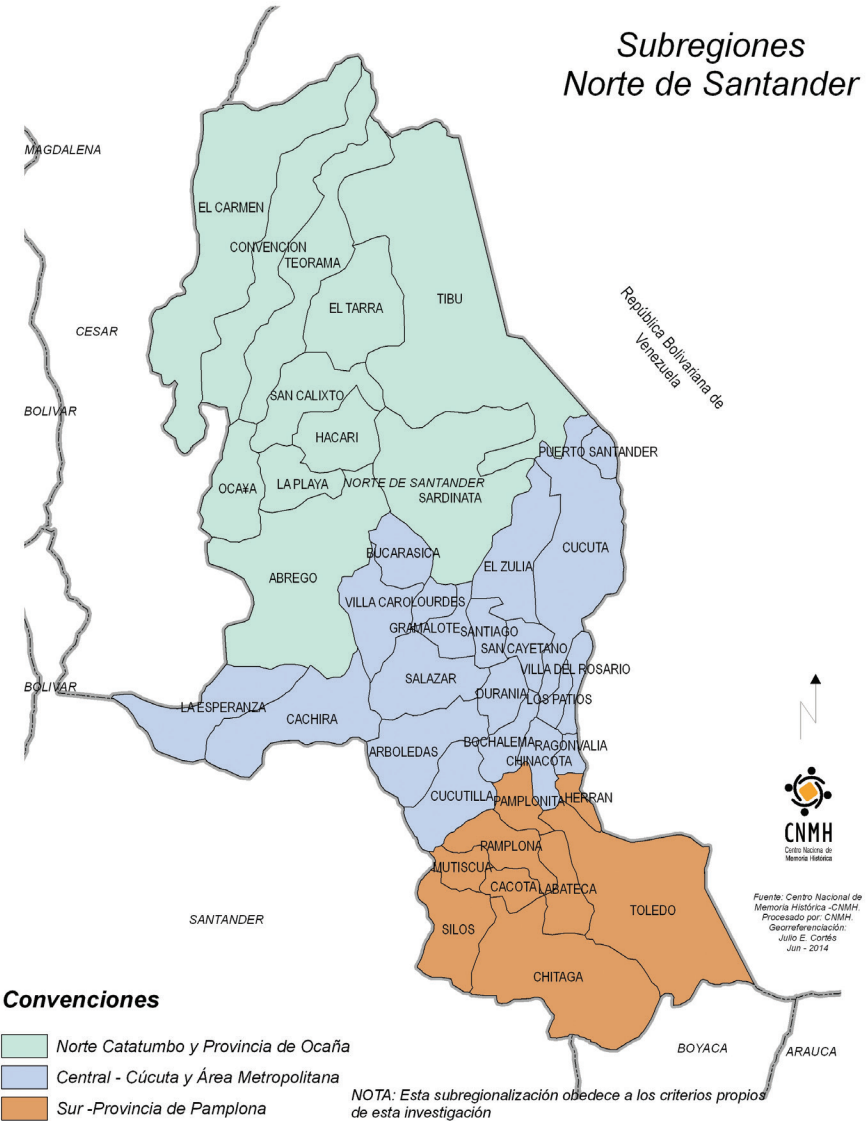 Subregiones
Norte de Santander
MAGDALENA
EL CARMEN
CONVENCION
TEORAMA
EL TARRA
TIBU
República Bolivariana de
Venezuela
CESAR
BOLIVAR
SAN CALIXTO
HACARI
PUERTO SANTANDER
OCA¥A
LA PLAYA
NORTE DE SANTANDER
SARDINATA
BUCARASICA
CUCUTA
EL ZULIA
ABREGO
VILLA CARO
LOURDES
GRAMALOTE
SANTIAGO
SAN CAYETANO
VILLA DEL ROSARIO
SALAZAR
BOLIVAR
DURANIA
LOS PATIOS
LA ESPERANZA
CACHIRA
ARBOLEDAS
BOCHALEMA
RAGONVALIA
CHINACOTA
CUCUTILLA
PAMPLONITA
HERRAN
CNMH
Centro Nacional de
Memoria Histórica
PAMPLONA
MUTISCUA
CACOTA
LABATECA
TOLEDO
SANTANDER
SILOS
CHITAGA
Fuente: Centro Nacional de
Memoria Histórica -CNMH.
Procesado por: CNMH.
Georreferenciación:
Julio E. Cortés
Jun - 2014
Convenciones
Norte Catatumbo y Provincia de Ocaña
Central - Cúcuta y Área Metropolitana
Sur -Provincia de Pamplona
BOYACA
ARAUCA
NOTA: Esta subregionalización obedece a los criterios propios
de esta investigación